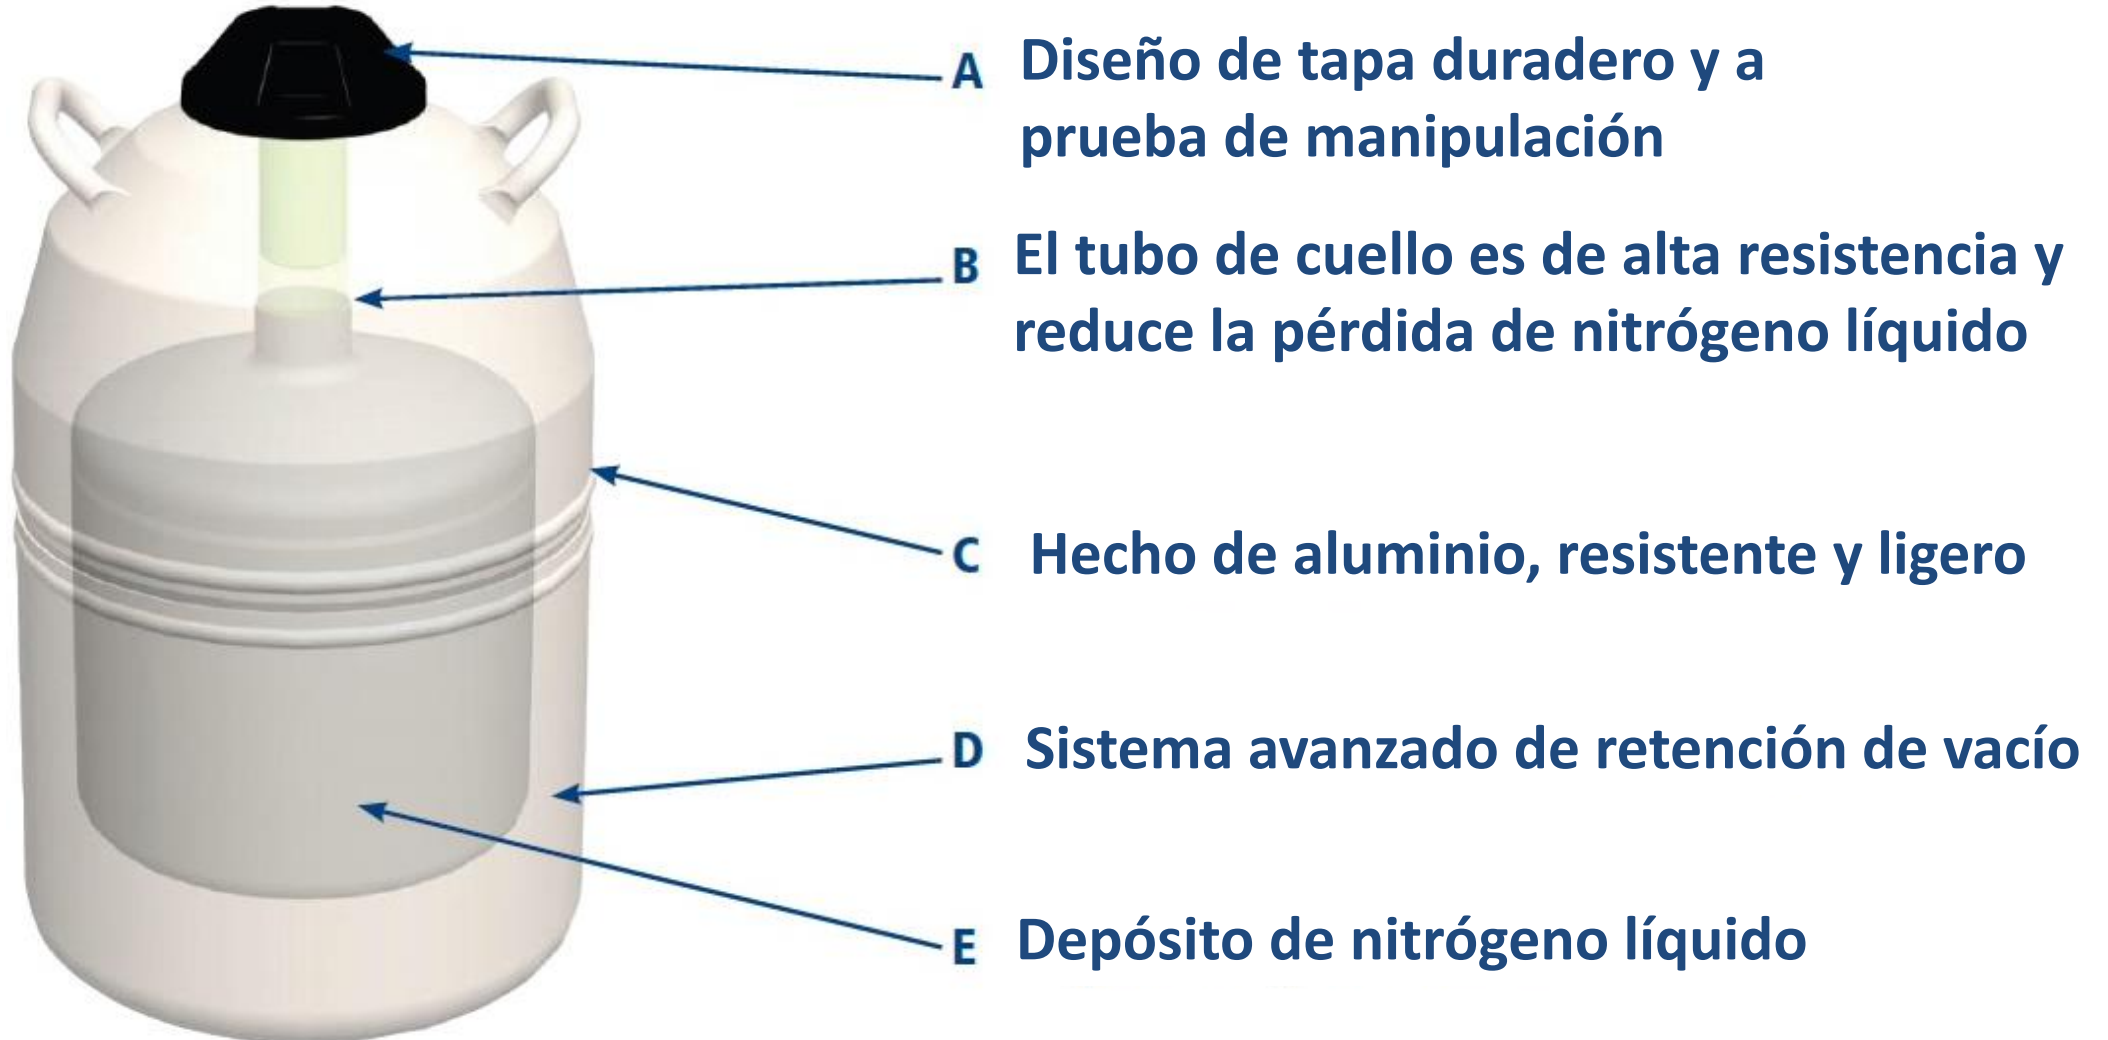 A Diseño de tapa duradero y a
prueba de manipulación
B El tubo de cuello es de alta resistencia y
reduce la pérdida de nitrógeno líquido
C Hecho de aluminio, resistente y ligero
D Sistema avanzado de retención de vacío
E Depósito de nitrógeno líquido